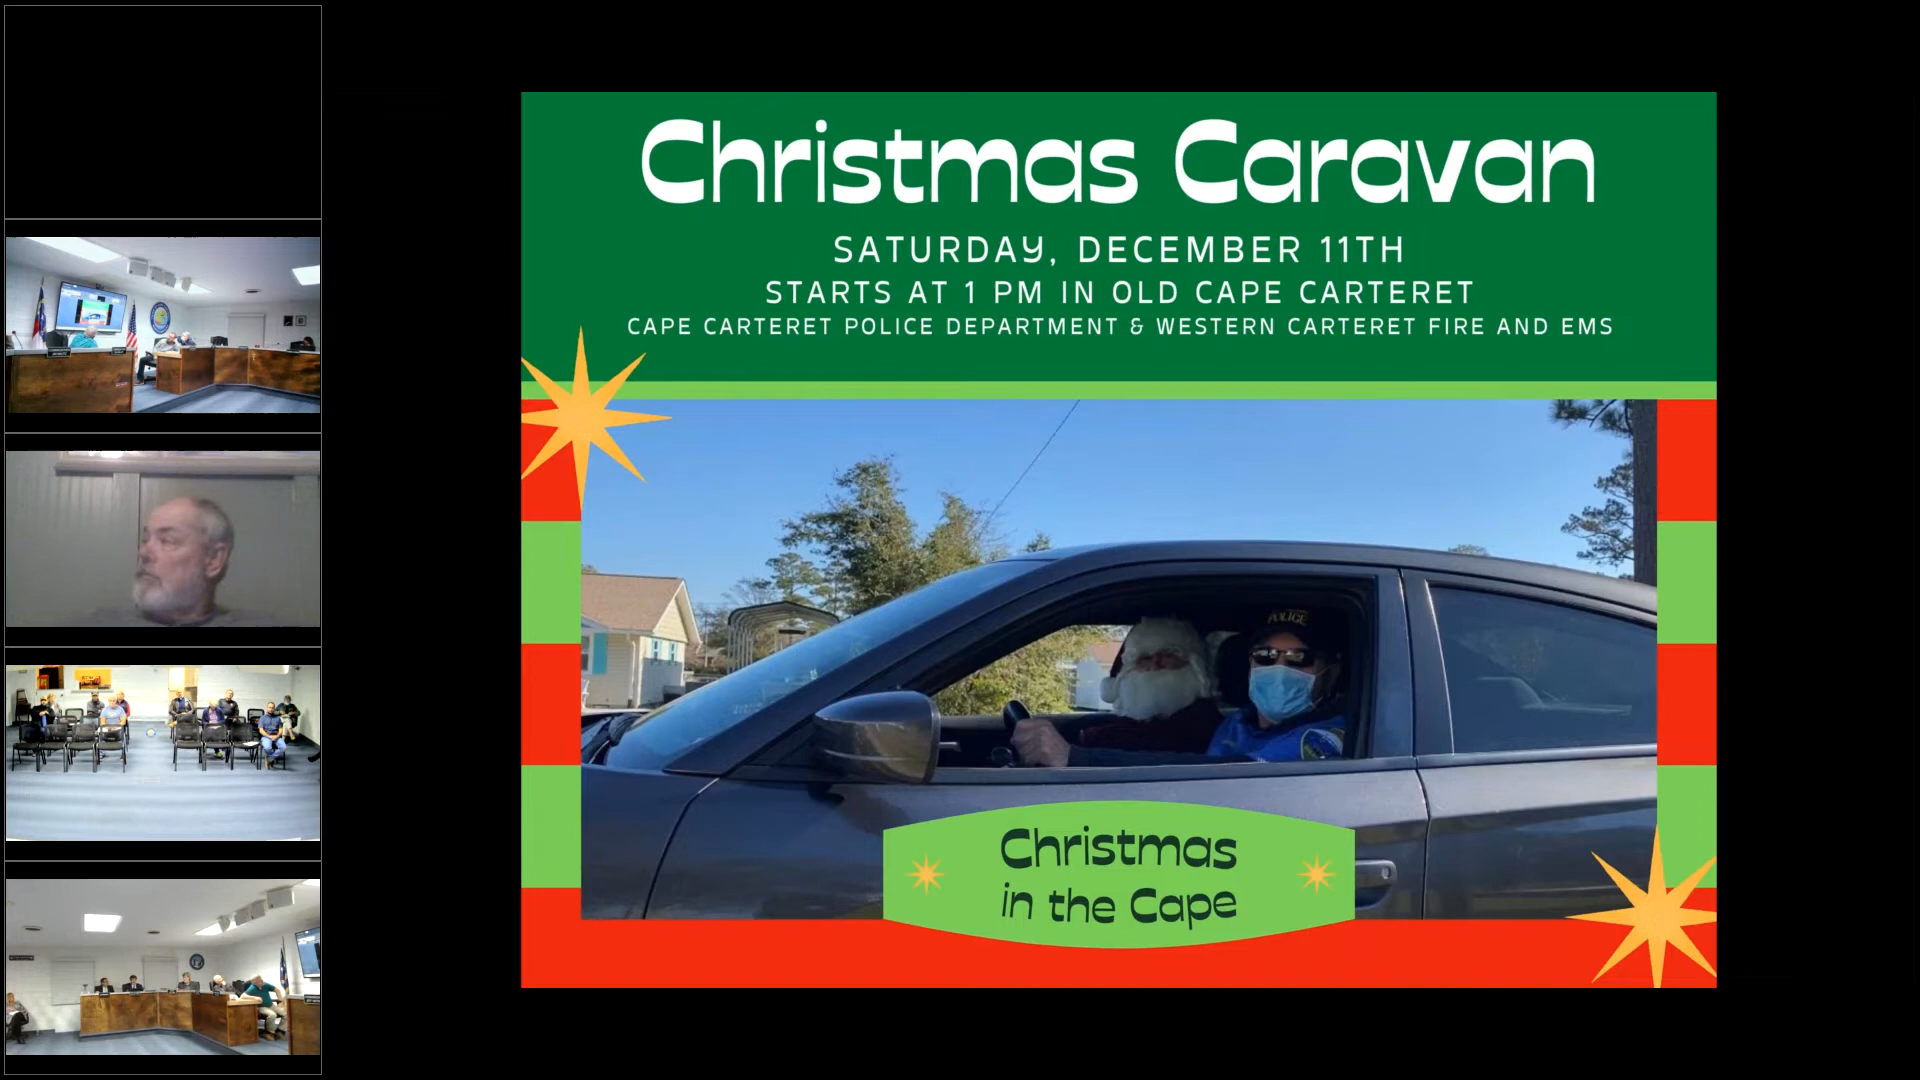 Christmas Caravan
SATURDAY, DECEMBER 11TH
STARTS AT 1 PM IN OLD CAPE CARTERET
CAPE CARTERET POLICE DEPARTMENT & WESTERN CARTERET FIRE AND EMS
POLICE
Christmas
in the Cape